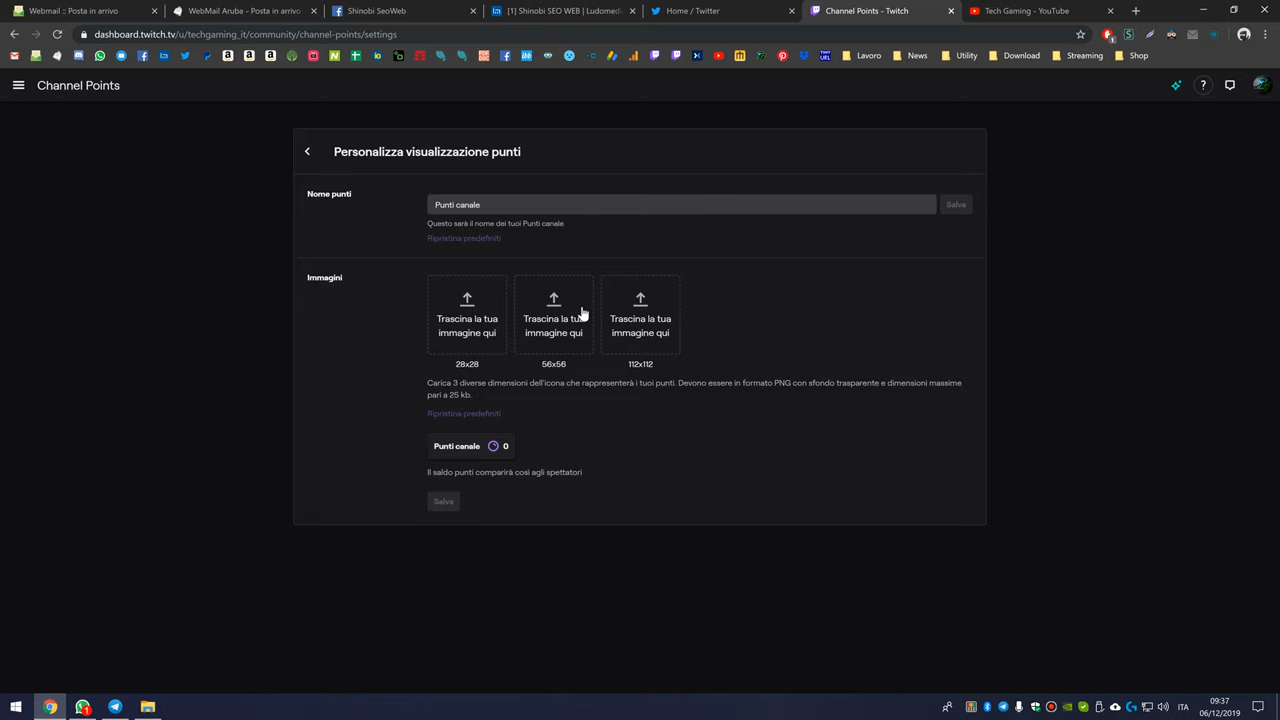 Webmail :: Posta in arrivo
WebMail Aruba - Posta in arrivo
Shinobi SeoWeb
[1] Shinobi SEO WEB | Ludomedi
Home / Twitter
Channel Points - Twitch
Tech Gaming - YouTube
dashboard.twitch.tv/u/techgaming_it/community/channel-points/settings
Lavoro
News
Utility
Download
Streaming
Shop
Channel Points
Personalizza visualizzazione punti
Nome punti
Punti canale
Salva
Questo sarà il nome dei tuoi Punti canale
Ripristina predefiniti
Immagini
Trascina la tua immagine qui
Trascina la tua immagine qui
Trascina la tua immagine qui
28x28
56x56
112x112
Carica 3 diverse dimensioni dell'icona che rappresenterà i tuoi punti. Devono essere in formato PNG con sfondo trasparente e dimensioni massime
pari a 25 kb.
Ripristina predefiniti
Punti canale 0
Il saldo punti comparirà così agli spettatori
Salva
ITA
09:37
06/12/2019